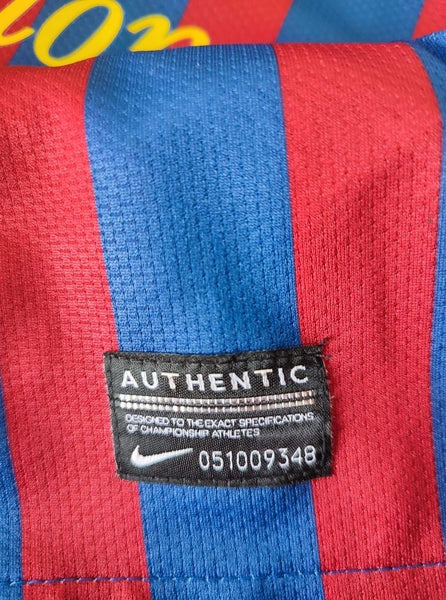 AUTHENTIC
DESIGNED TO THE EXACT SPECIFICATIONS
OF CHAMPIONSHIP ATHLETES
051009348